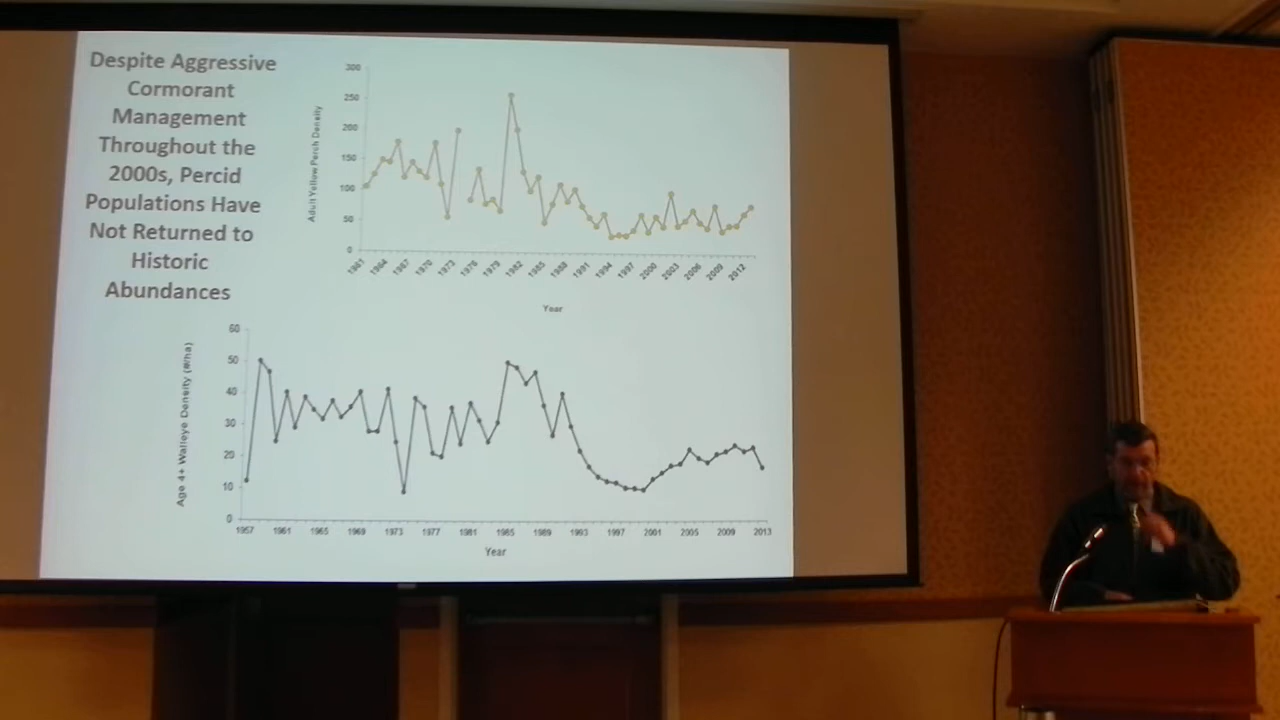 Despite Aggressive
Cormorant
Management
Throughout the
2000s, Percid
Populations Have
Not Returned to
Historic
Abundances
Adult Yellow Perch Density
300
250
200
150
100
50
0
1961 1964 1967 1970 1973 1976 1979 1982 1985 1988 1991 1994 1997 2000 2003 2006 2009 2012
Year
Age 4+ Walleye Density (#/ha)
60
50
40
30
20
10
0
1957 1961 1965 1969 1973 1977 1981 1985 1989 1993 1997 2001 2005 2009 2013
Year